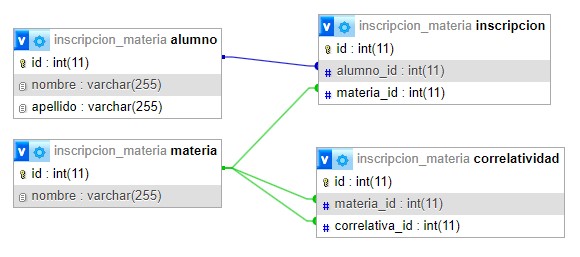 v inscripcion_materia alumno
id : int(11)
nombre : varchar(255)
apellido : varchar(255)
v inscripcion_materia inscripcion
id : int(11)
# alumno_id : int(11)
# materia_id : int(11)
v inscripcion_materia materia
id : int(11)
nombre : varchar(255)
v inscripcion_materia correlatividad
id : int(11)
# materia_id : int(11)
# correlativa_id : int(11)